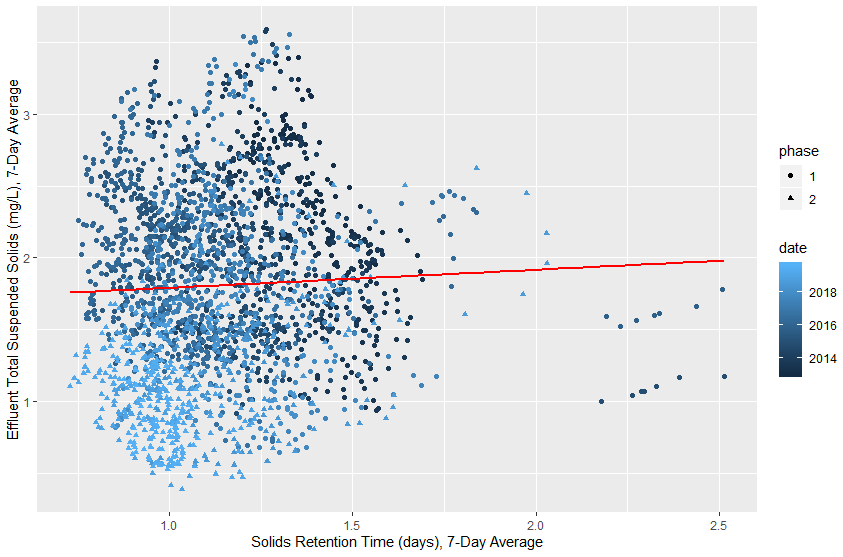 Effluent Total Suspended Solids (mg/L), 7-Day Average
3
2
1
1.0 1.5 2.0 2.5
Solids Retention Time (days), 7-Day Average
phase
1
2
date
2018
2016
2014